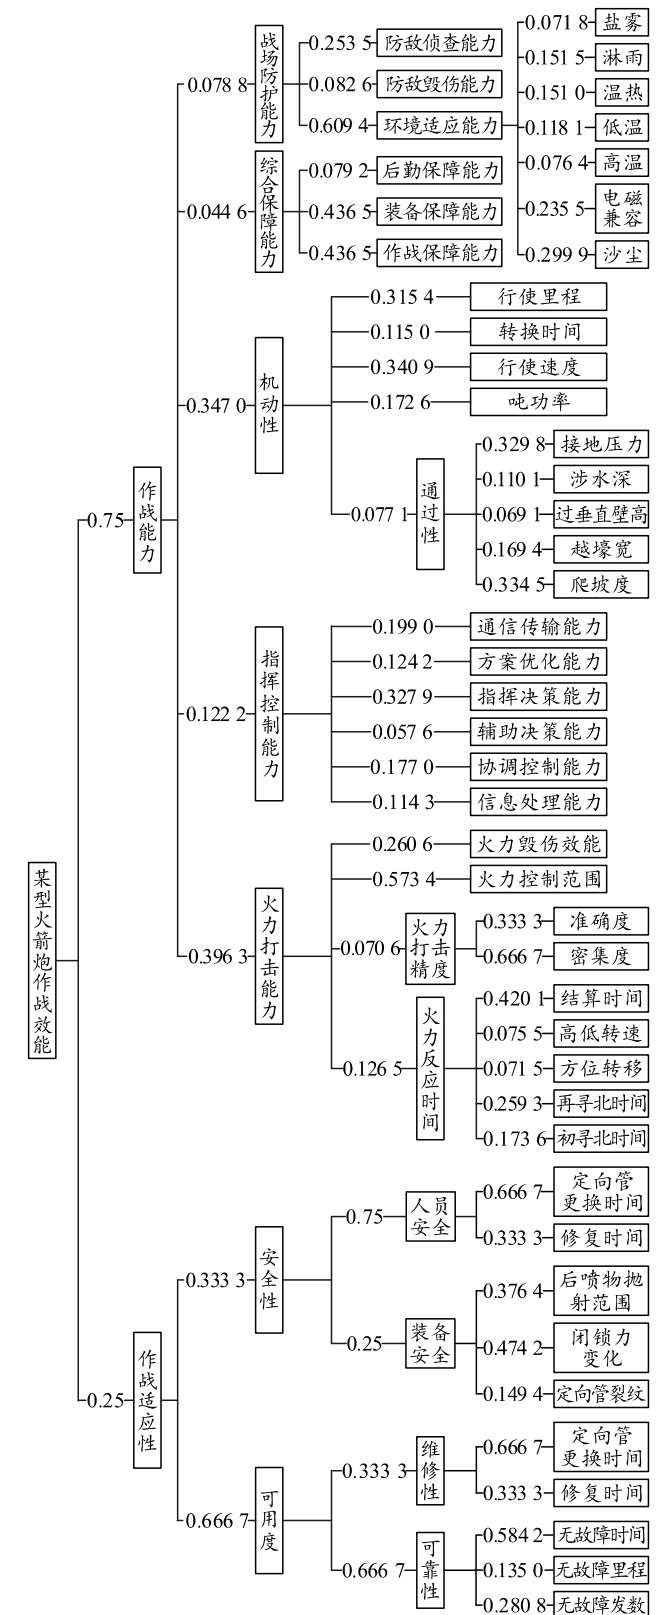 某型火箭炮作战效能
0.75 作战能力
0.078 8 战场防护能力
0.253 5 防敌侦查能力
0.082 6 防敌毁伤能力
0.609 4 环境适应能力
0.071 8 盐雾
0.151 5 淋雨
0.151 0 温热
0.118 1 低温
0.076 4 高温
0.235 5 电磁
兼容
0.299 9 沙尘
0.044 6 综合保障能力
0.079 2 后勤保障能力
0.436 5 装备保障能力
0.436 5 作战保障能力
0.347 0 机动性
0.315 4 行使里程
0.115 0 转换时间
0.340 9 行使速度
0.172 6 吨功率
0.077 1 通过性
0.329 8 接地压力
0.110 1 涉水深
0.069 1 过垂直壁高
0.169 4 越壕宽
0.334 5 爬坡度
0.122 2 指挥控制能力
0.199 0 通信传输能力
0.124 2 方案优化能力
0.327 9 指挥决策能力
0.057 6 辅助决策能力
0.177 0 协调控制能力
0.114 3 信息处理能力
0.396 3 火力打击能力
0.260 6 火力毁伤效能
0.573 4 火力控制范围
0.070 6 火力
打击
精度
0.333 3 准确度
0.666 7 密集度
0.126 5 火力反应时间
0.420 1 结算时间
0.075 5 高低转速
0.071 5 方位转移
0.259 3 再寻北时间
0.173 6 初寻北时间
0.25 作战适应性
0.333 3 安全性
0.75 人员
安全
0.666 7 定向管
更换时间
0.333 3 修复时间
0.25 装备
安全
0.376 4 后喷物抛
射范围
0.474 2 闭锁力
变化
0.149 4 定向管裂纹
0.666 7 可用度
0.333 3 维修性
0.666 7 定向管
更换时间
0.333 3 修复时间
0.666 7 可靠性
0.584 2 无故障时间
0.135 0 无故障里程
0.280 8 无故障发数